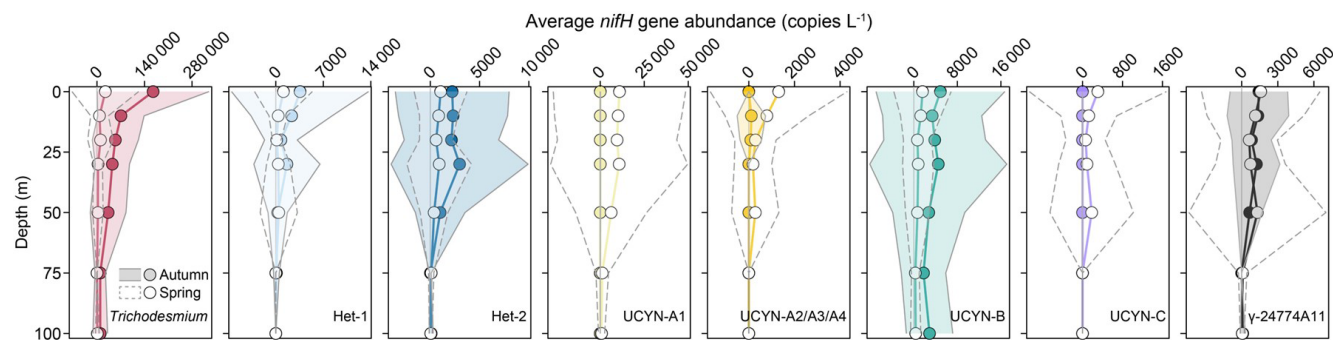 Average nifH gene abundance (copies L⁻¹)
0 140 000 280 000
0 7000 14 000
0 5000 10 000
0 25 000 50 000
0 2000 4000
0 8000 16 000
0 800 1600
0 3000 6000
Depth (m)
0
25
50
75
100
Autumn
Spring
Trichodesmium
Het-1
Het-2
UCYN-A1
UCYN-A2/A3/A4
UCYN-B
UCYN-C
γ-24774A11